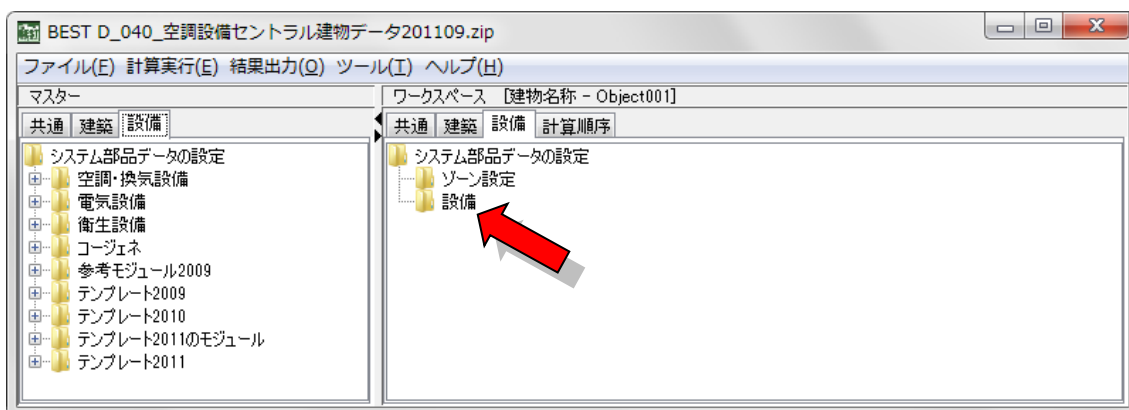 BEST D_040_空調設備セントラル建物データ201109.zip
ファイル(F) 計算実行(E) 結果出力(O) ツール(T) ヘルプ(H)
マスター
共通 建築 設備
システム部品データの設定
空調・換気設備
電気設備
衛生設備
コージェネ
参考モジュール2009
テンプレート2009
テンプレート2010
テンプレート2011のモジュール
テンプレート2011
ワークスペース [建物名称 - Object001]
共通 建築 設備 計算順序
システム部品データの設定
ゾーン設定
設備